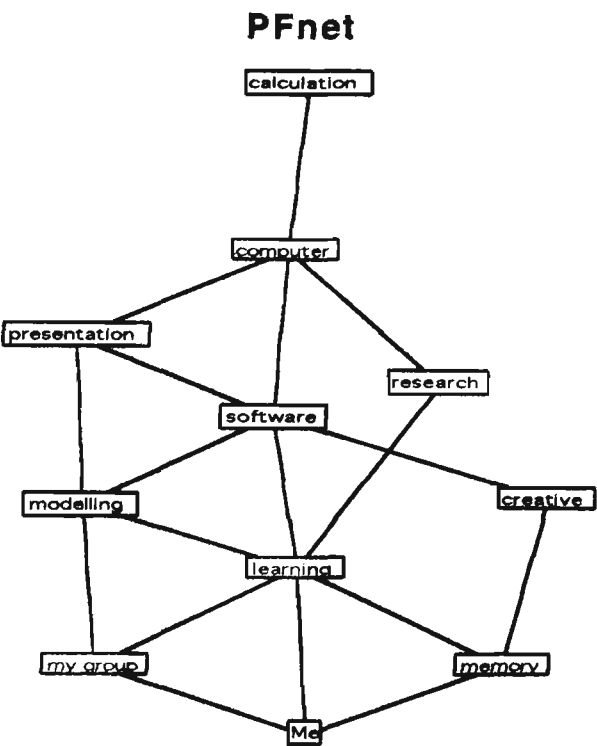 PFnet
calculation
computer
presentation
research
software
modelling
creative
learning
my group
memory
Me